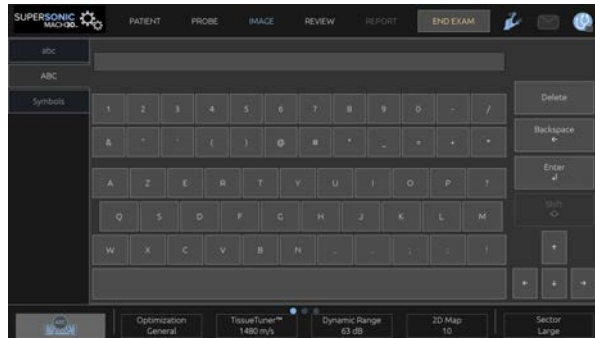 SUPERSONIC
MACH30.
PATIENT PROBE IMAGE REVIEW REPORT END EXAM
abc
ABC
Symbols
1 2 3 4 5 6 7 8 9 0 - /
& ( ) @ # _ = +
A Z E R T Y U I O P ?
Q S D F G H J K L M
W X C V B N . : !
Delete
Backspace
←
Enter
↲
Shift
ABC
Optimization
General
TissueTuner™
1480 m/s
Dynamic Range
63 dB
2D Map
10
Sector
Large